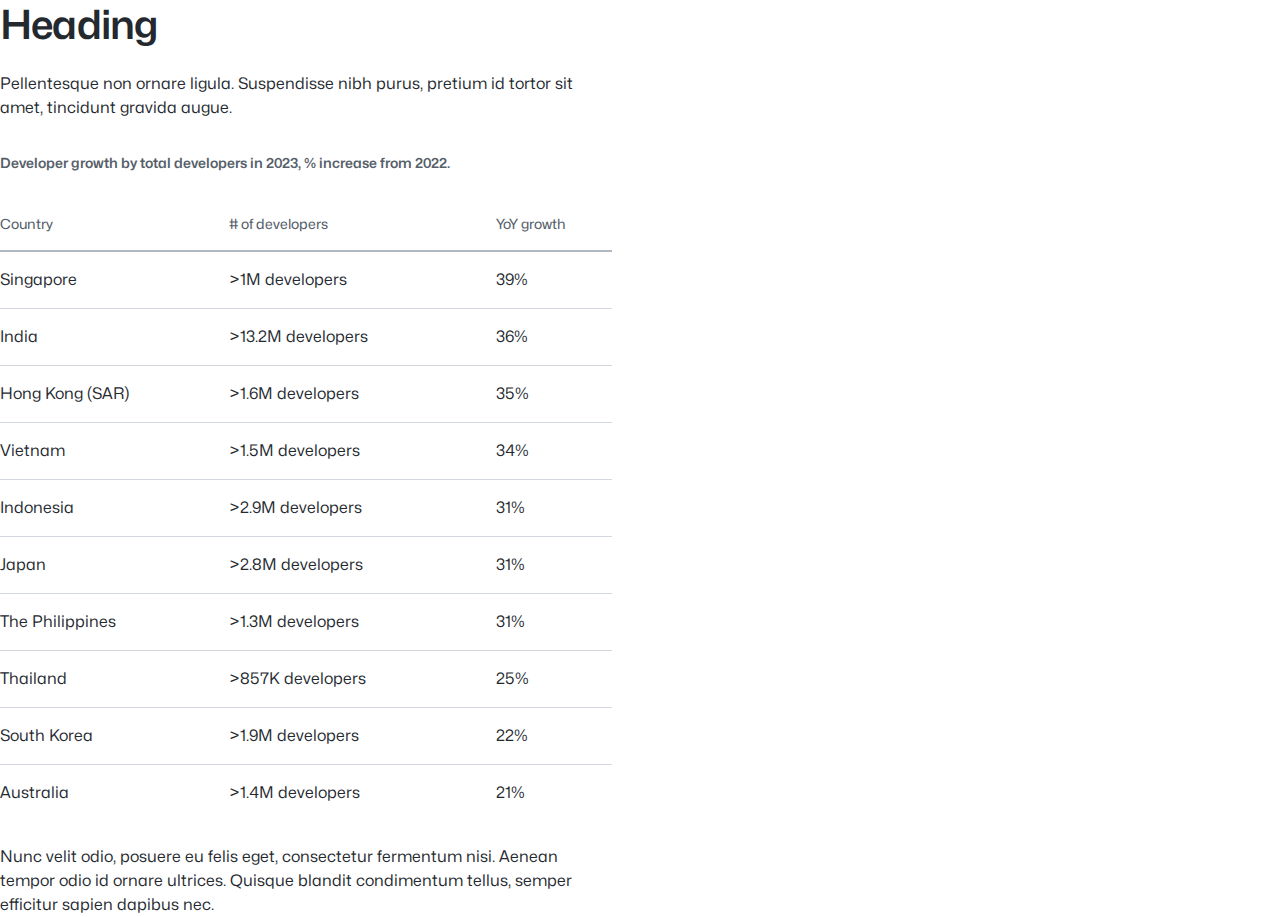 Heading
Pellentesque non ornare ligula. Suspendisse nibh purus, pretium id tortor sit
amet, tincidunt gravida augue.
Developer growth by total developers in 2023, % increase from 2022.
Country # of developers YoY growth
Singapore >1M developers 39%
India >13.2M developers 36%
Hong Kong (SAR) >1.6M developers 35%
Vietnam >1.5M developers 34%
Indonesia >2.9M developers 31%
Japan >2.8M developers 31%
The Philippines >1.3M developers 31%
Thailand >857K developers 25%
South Korea >1.9M developers 22%
Australia >1.4M developers 21%
Nunc velit odio, posuere eu felis eget, consectetur fermentum nisi. Aenean
tempor odio id ornare ultrices. Quisque blandit condimentum tellus, semper
efficitur sapien dapibus nec.